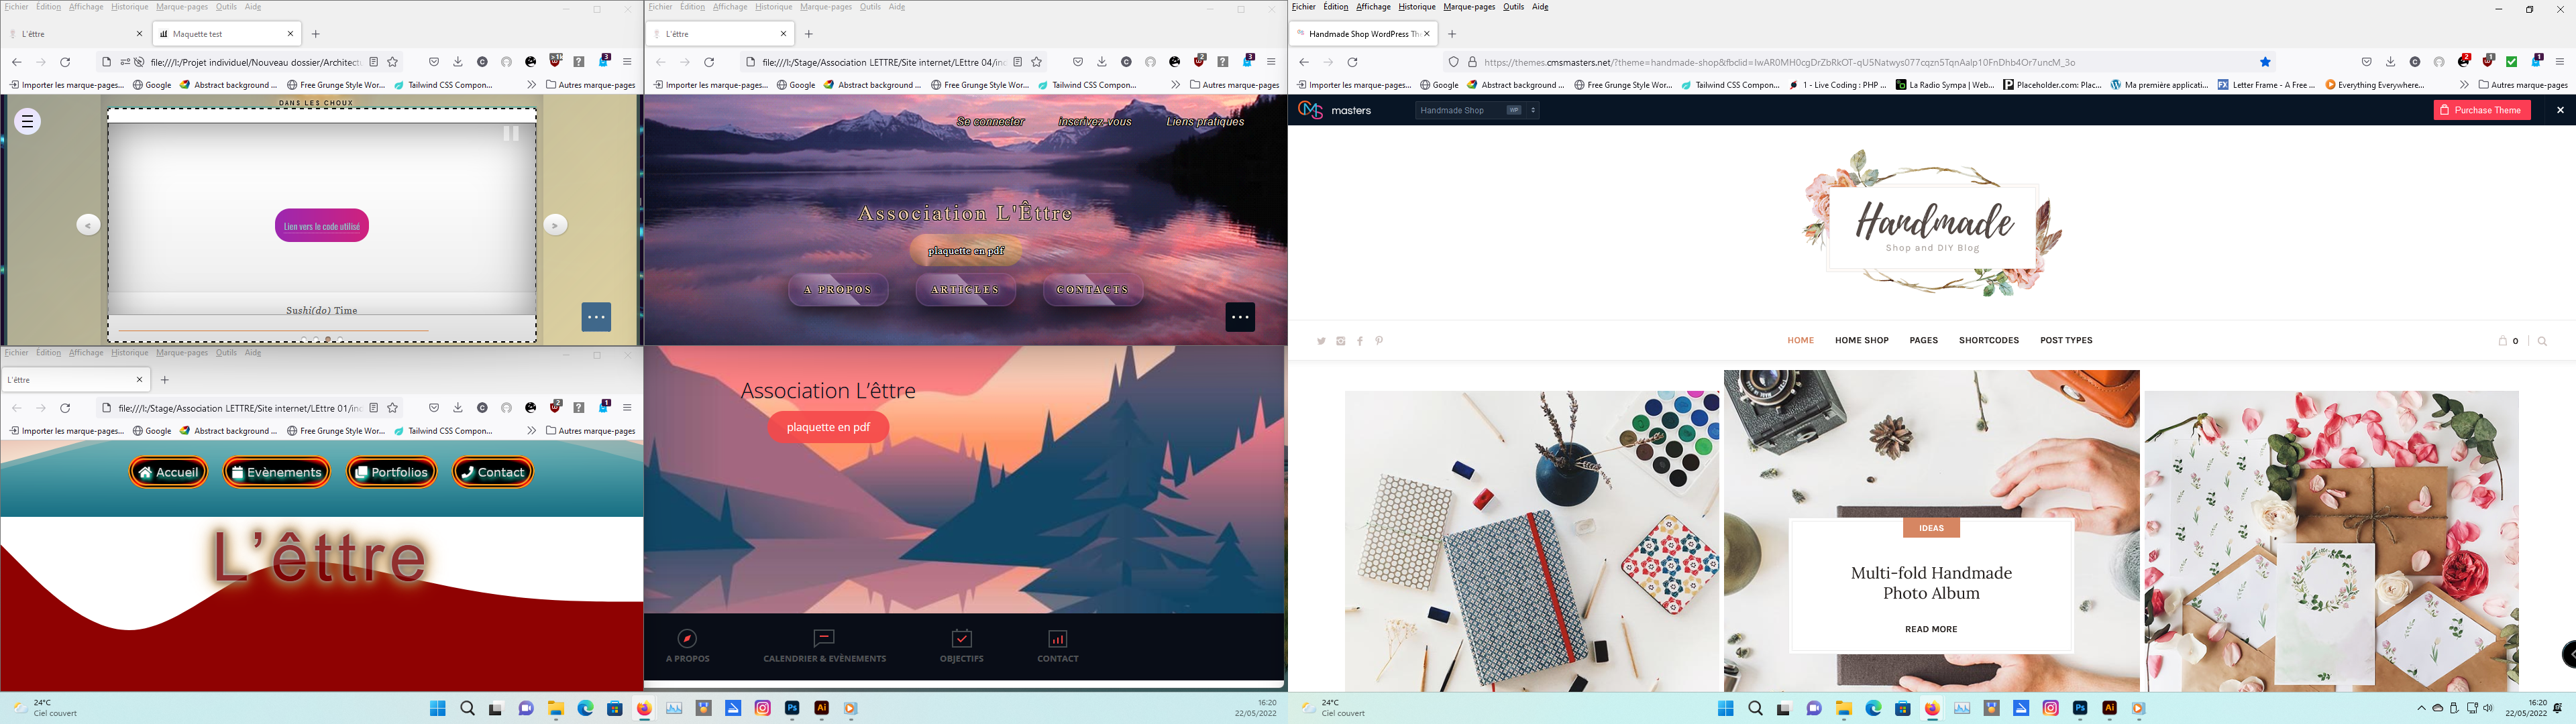 Fichier Édition Affichage Historique Marque-pages Outils Aide
L'êttre
Maquette test
file:///I:/Projet individuel/Nouveau dossier/Architectu
Importer les marque-pages... Google Abstract background ... Free Grunge Style Wor... Tailwind CSS Compon... Autres marque-pages
DANS LES CHOUX
Lien vers le code utilisé
<
>
Sushi(do) Time
Fichier Édition Affichage Historique Marque-pages Outils Aide
L'êttre
file:///I:/Stage/Association LETTRE/Site internet/LEttre 04/inc
Importer les marque-pages... Google Abstract background ... Free Grunge Style Wor... Tailwind CSS Compon... Autres marque-pages
Se connecter inscrivez-vous Liens pratiques
Association L'Êttre
plaquette en pdf
A PROPOS ARTICLES CONTACTS
Fichier Édition Affichage Historique Marque-pages Outils Aide
L'êttre
file:///I:/Stage/Association LETTRE/Site internet/LEttre 01/inc
Importer les marque-pages... Google Abstract background ... Free Grunge Style Wor... Tailwind CSS Compon... Autres marque-pages
Accueil Evènements Portfolios Contact
L’êttre
Association L’êttre
plaquette en pdf
A PROPOS CALENDRIER & EVÈNEMENTS OBJECTIFS CONTACT
Fichier Édition Affichage Historique Marque-pages Outils Aide
Handmade Shop WordPress Th
https://themes.cmsmasters.net/?theme=handmade-shop&fbclid=IwAR0MH0cgDrZbRkOT-qU5Natwys077cqzn5TqnAalp10FnDhb4Or7uncM_3o
Importer les marque-pages... Google Abstract background ... Free Grunge Style Wor... Tailwind CSS Compon... 1 - Live Coding : PHP ... La Radio Sympa | Web... Placeholder.com: Plac... Ma première applicati... Letter Frame - A Free ... Everything Everywhere... Autres marque-pages
masters
Handmade Shop WP
Purchase Theme
Handmade
Shop and DIY Blog
HOME HOME SHOP PAGES SHORTCODES POST TYPES
0
IDEAS
Multi-fold Handmade
Photo Album
READ MORE
24°C
Ciel couvert
16:20
22/05/2022
24°C
Ciel couvert
16:20
22/05/2022